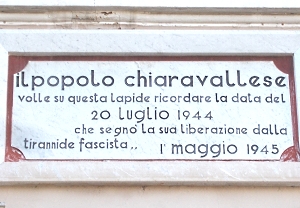 il popolo chiaravallese
volle su questa lapide ricordare la data del
20 luglio 1944
che segno la sua liberazione dalla
tirannide fascista.. 1° maggio 1945